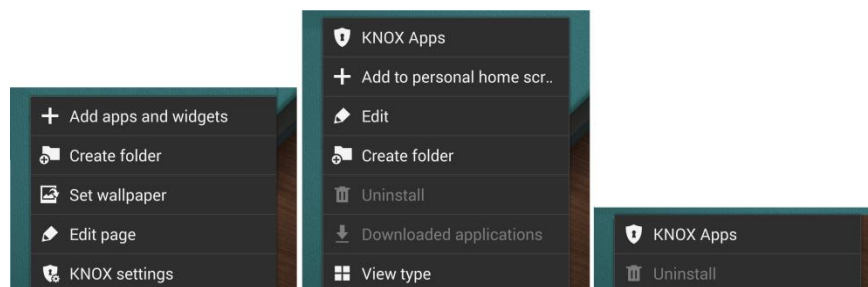 Add apps and widgets
Create folder
Set wallpaper
Edit page
KNOX settings
KNOX Apps
Add to personal home scr..
Edit
Create folder
Uninstall
Downloaded applications
View type
KNOX Apps
Uninstall